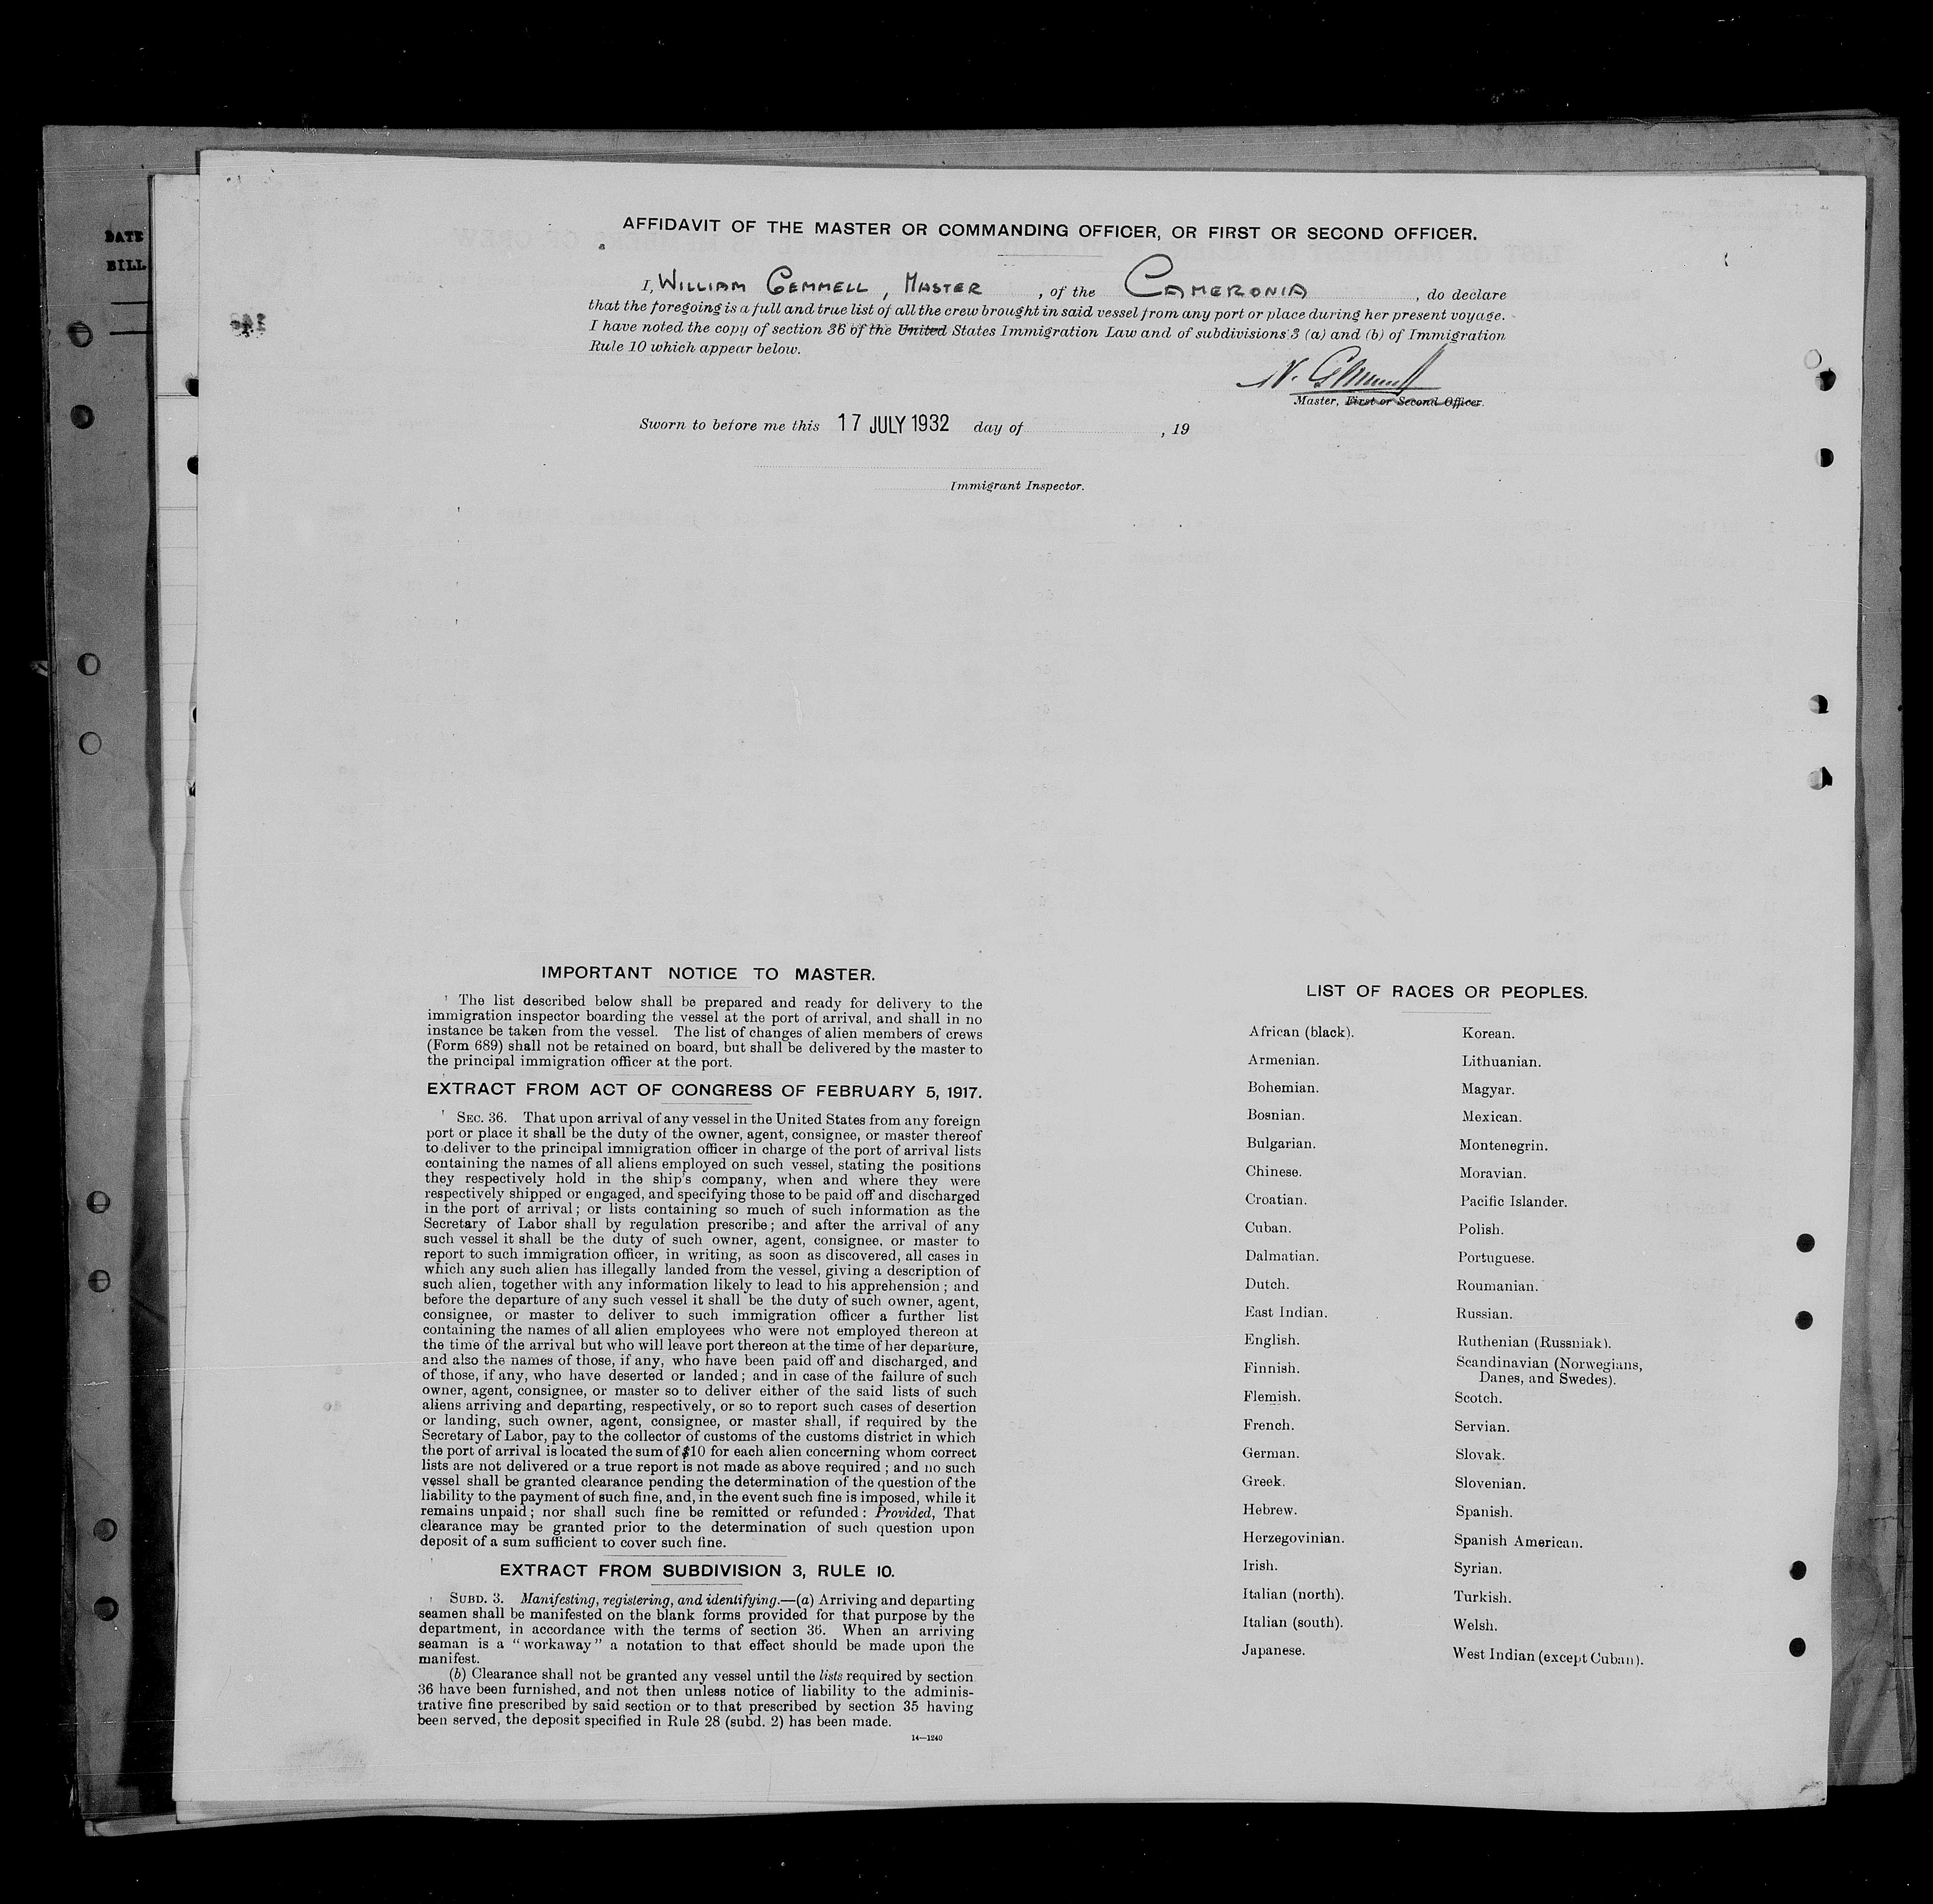 DATE
BILL
AFFIDAVIT OF THE MASTER OR COMMANDING OFFICER, OR FIRST OR SECOND OFFICER.
I, WILLIAM GEMMELL, MASTER, of the CAMERONIA, do declare
that the foregoing is a full and true list of all the crew brought in said vessel from any port or place during her present voyage.
I have noted the copy of section 36 of the United States Immigration Law and of subdivisions 3 (a) and (b) of Immigration
Rule 10 which appear below.
W. Gemmell
Master, First or Second Officer.
Sworn to before me this 17 JULY 1932 day of , 19
Immigrant Inspector.
IMPORTANT NOTICE TO MASTER.
The list described below shall be prepared and ready for delivery to the
immigration inspector boarding the vessel at the port of arrival, and shall in no
instance be taken from the vessel. The list of changes of alien members of crews
(Form 689) shall not be retained on board, but shall be delivered by the master to
the principal immigration officer at the port.
EXTRACT FROM ACT OF CONGRESS OF FEBRUARY 5, 1917.
SEC. 36. That upon arrival of any vessel in the United States from any foreign
port or place it shall be the duty of the owner, agent, consignee, or master thereof
to deliver to the principal immigration officer in charge of the port of arrival lists
containing the names of all aliens employed on such vessel, stating the positions
they respectively hold in the ship's company, when and where they were
respectively shipped or engaged, and specifying those to be paid off and discharged
in the port of arrival; or lists containing so much of such information as the
Secretary of Labor shall by regulation prescribe; and after the arrival of any
such vessel it shall be the duty of such owner, agent, consignee, or master to
report to such immigration officer, in writing, as soon as discovered, all cases in
which any such alien has illegally landed from the vessel, giving a description of
such alien, together with any information likely to lead to his apprehension; and
before the departure of any such vessel it shall be the duty of such owner, agent,
consignee, or master to deliver to such immigration officer a further list
containing the names of all alien employees who were not employed thereon at
the time of the arrival but who will leave port thereon at the time of her departure,
and also the names of those, if any, who have been paid off and discharged, and
of those, if any, who have deserted or landed; and in case of the failure of such
owner, agent, consignee, or master so to deliver either of the said lists of such
aliens arriving and departing, respectively, or so to report such cases of desertion
or landing, such owner, agent, consignee, or master shall, if required by the
Secretary of Labor, pay to the collector of customs of the customs district in which
the port of arrival is located the sum of $10 for each alien concerning whom correct
lists are not delivered or a true report is not made as above required; and no such
vessel shall be granted clearance pending the determination of the question of the
liability to the payment of such fine, and, in the event such fine is imposed, while it
remains unpaid; nor shall such fine be remitted or refunded: Provided, That
clearance may be granted prior to the determination of such question upon
deposit of a sum sufficient to cover such fine.
EXTRACT FROM SUBDIVISION 3, RULE 10.
SUBD. 3. Manifesting, registering, and identifying.—(a) Arriving and departing
seamen shall be manifested on the blank forms provided for that purpose by the
department, in accordance with the terms of section 36. When an arriving
seaman is a "workaway" a notation to that effect should be made upon the
manifest.
(b) Clearance shall not be granted any vessel until the lists required by section
36 have been furnished, and not then unless notice of liability to the adminis-
trative fine prescribed by said section or to that prescribed by section 35 having
been served, the deposit specified in Rule 28 (subd. 2) has been made.
14—1240
LIST OF RACES OR PEOPLES.
African (black).
Armenian.
Bohemian.
Bosnian.
Bulgarian.
Chinese.
Croatian.
Cuban.
Dalmatian.
Dutch.
East Indian.
English.
Finnish.
Flemish.
French.
German.
Greek.
Hebrew.
Herzegovinian.
Irish.
Italian (north).
Italian (south).
Japanese.
Korean.
Lithuanian.
Magyar.
Mexican.
Montenegrin.
Moravian.
Pacific Islander.
Polish.
Portuguese.
Roumanian.
Russian.
Ruthenian (Russniak).
Scandinavian (Norwegians,
Danes, and Swedes).
Scotch.
Servian.
Slovak.
Slovenian.
Spanish.
Spanish American.
Syrian.
Turkish.
Welsh.
West Indian (except Cuban).